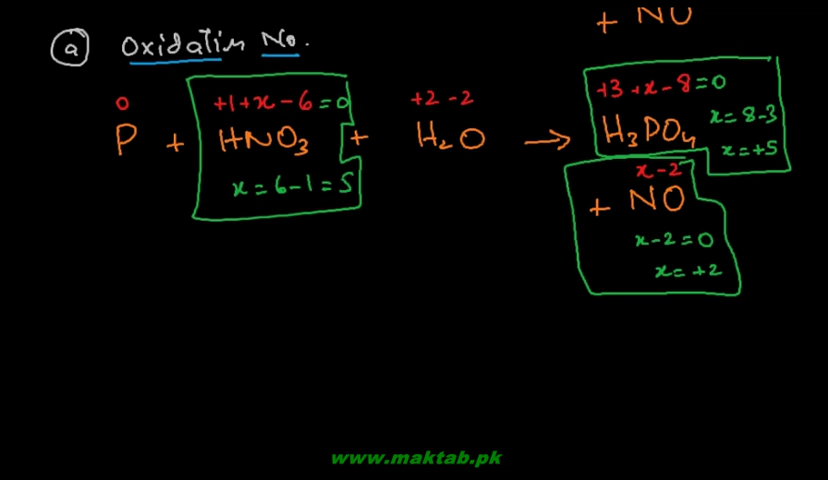 + NO
(a) Oxidation No.
0 +1+x-6=0 +2-2 +3+x-8=0
P + HNO3 + H2O → H3PO4
x=6-1=5
x=8-3
x=+5
x-2
+ NO
x-2=0
x=+2
www.maktab.pk